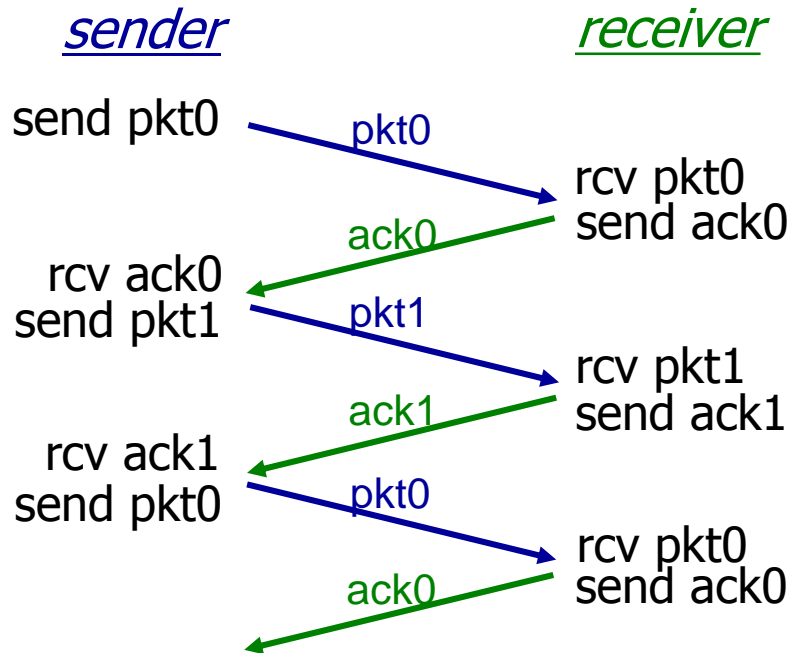 sender receiver
send pkt0
pkt0
rcv pkt0
send ack0
ack0
rcv ack0
send pkt1
pkt1
rcv pkt1
send ack1
ack1
rcv ack1
send pkt0
pkt0
rcv pkt0
send ack0
ack0